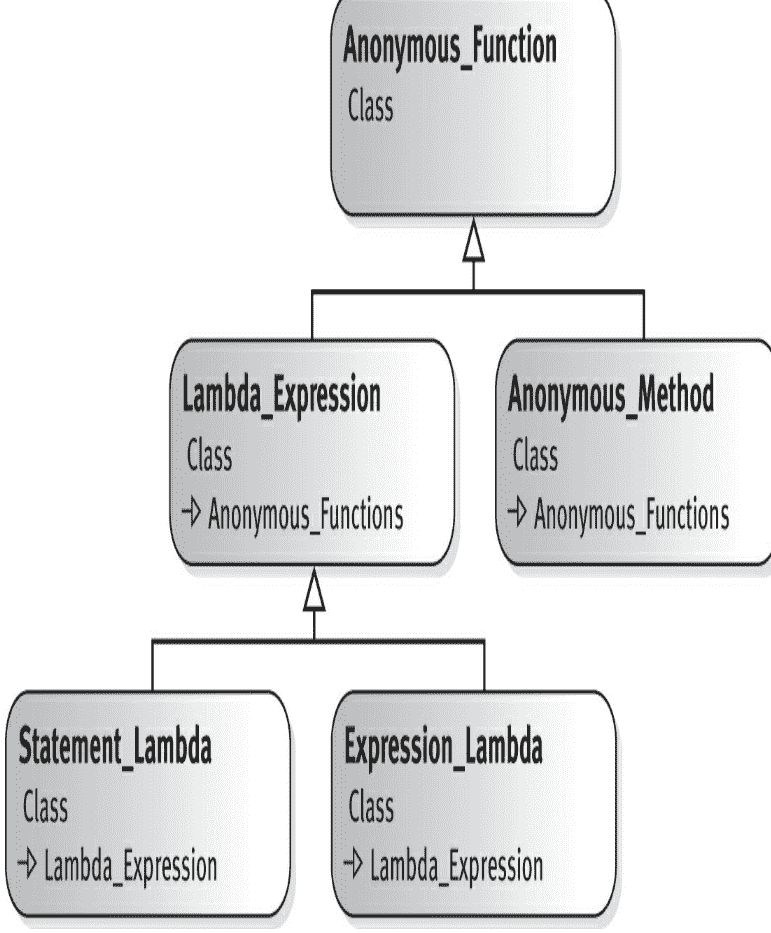 Anonymous_Function
Class
Lambda_Expression
Class
Anonymous_Functions
Anonymous_Method
Class
Anonymous_Functions
Statement_Lambda
Class
Lambda_Expression
Expression_Lambda
Class
Lambda_Expression